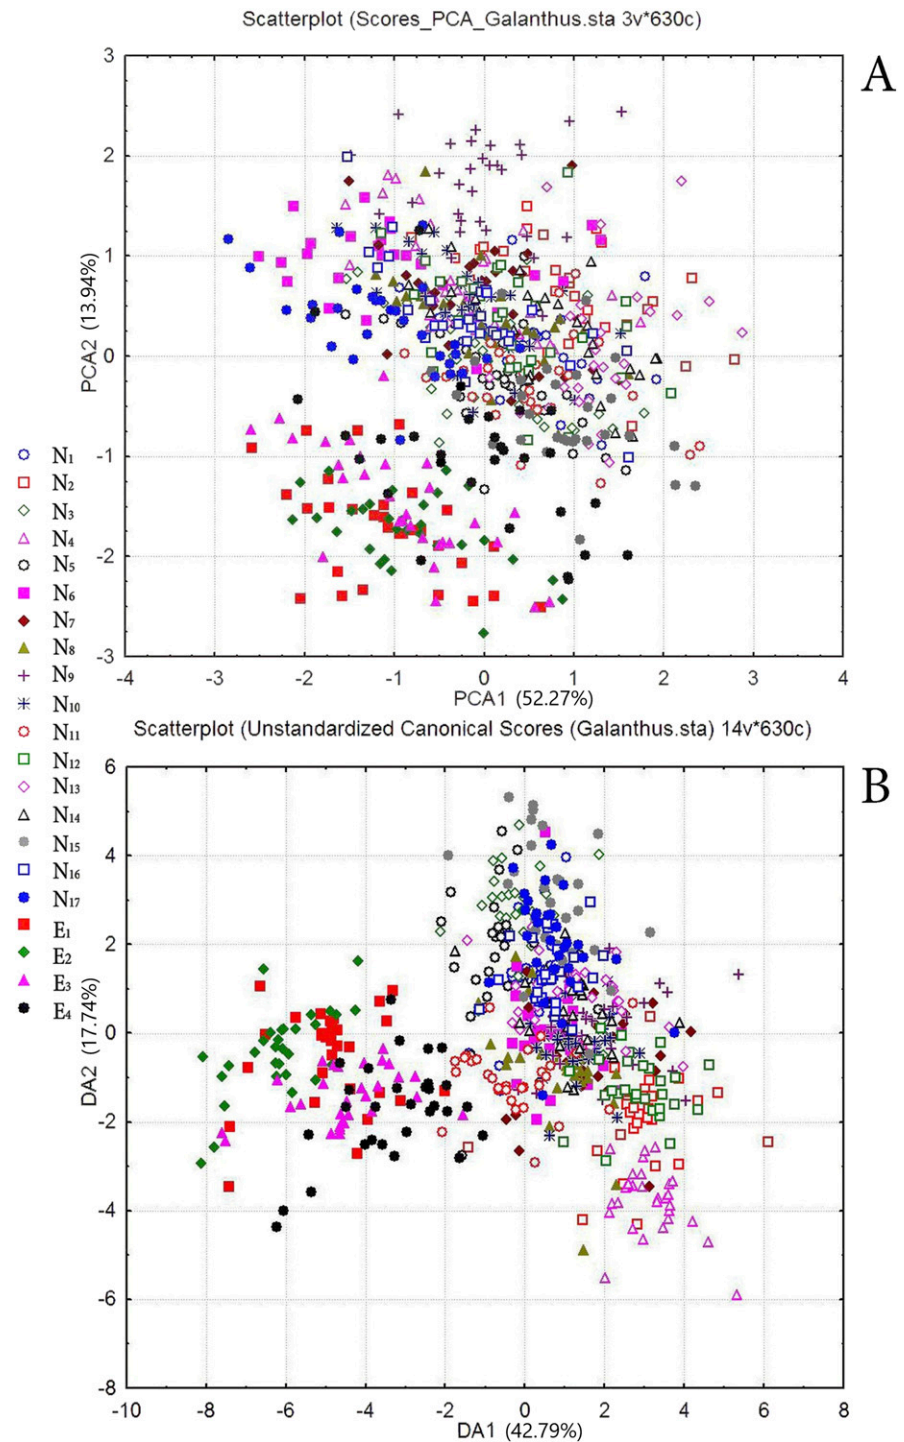 Scatterplot (Scores_PCA_Galanthus.sta 3v*630c)
A
3
2
1
0
-1
-2
-3
PCA2 (13.94%)
-4 -3 -2 -1 0 1 2 3 4
PCA1 (52.27%)
N₁
N₂
N₃
N₄
N₅
N₆
N₇
N₈
N₉
N₁₀
N₁₁
N₁₂
N₁₃
N₁₄
N₁₅
N₁₆
N₁₇
E₁
E₂
E₃
E₄
Scatterplot (Unstandardized Canonical Scores (Galanthus.sta) 14v*630c)
B
6
4
2
0
-2
-4
-6
-8
DA2 (17.74%)
-10 -8 -6 -4 -2 0 2 4 6 8
DA1 (42.79%)